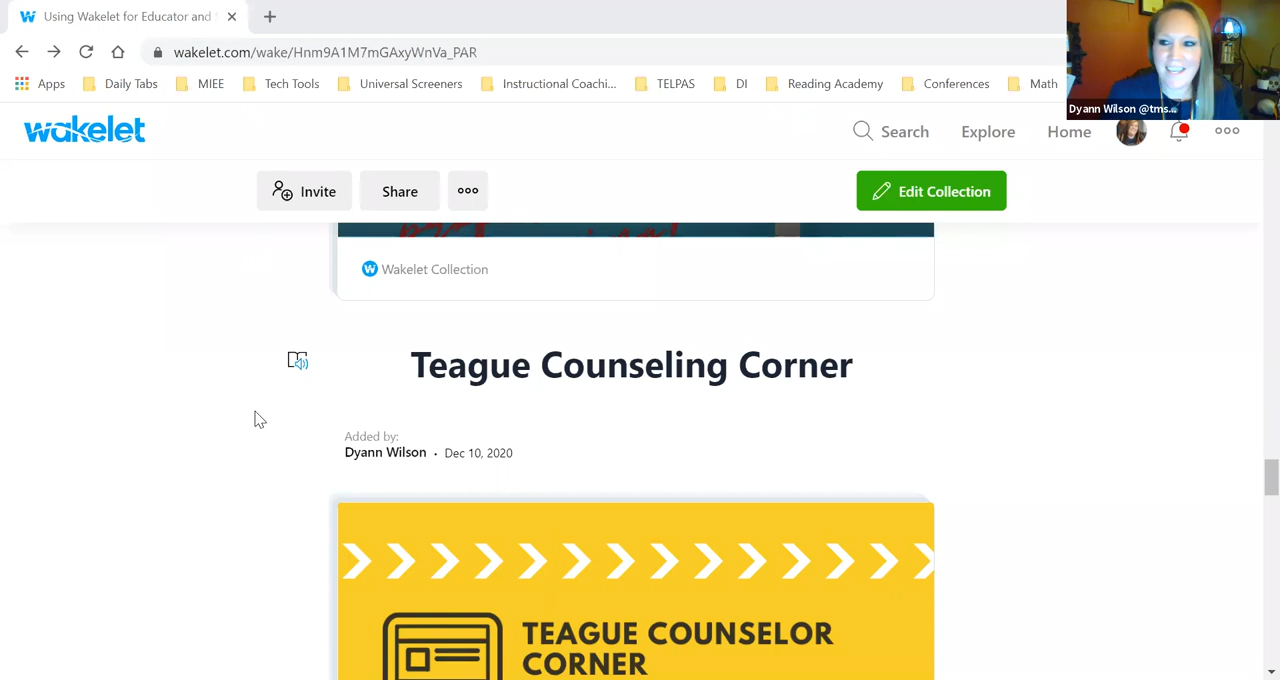 Using Wakelet for Educator and
wakelet.com/wake/Hnm9A1M7mGAxyWnVa_PAR
Apps Daily Tabs MIEE Tech Tools Universal Screeners Instructional Coachi... TELPAS DI Reading Academy Conferences Math
Dyann Wilson @tms...
wakelet
Search Explore Home
Invite Share Edit Collection
Wakelet Collection
Teague Counseling Corner
Added by:
Dyann Wilson • Dec 10, 2020
TEAGUE COUNSELOR
CORNER